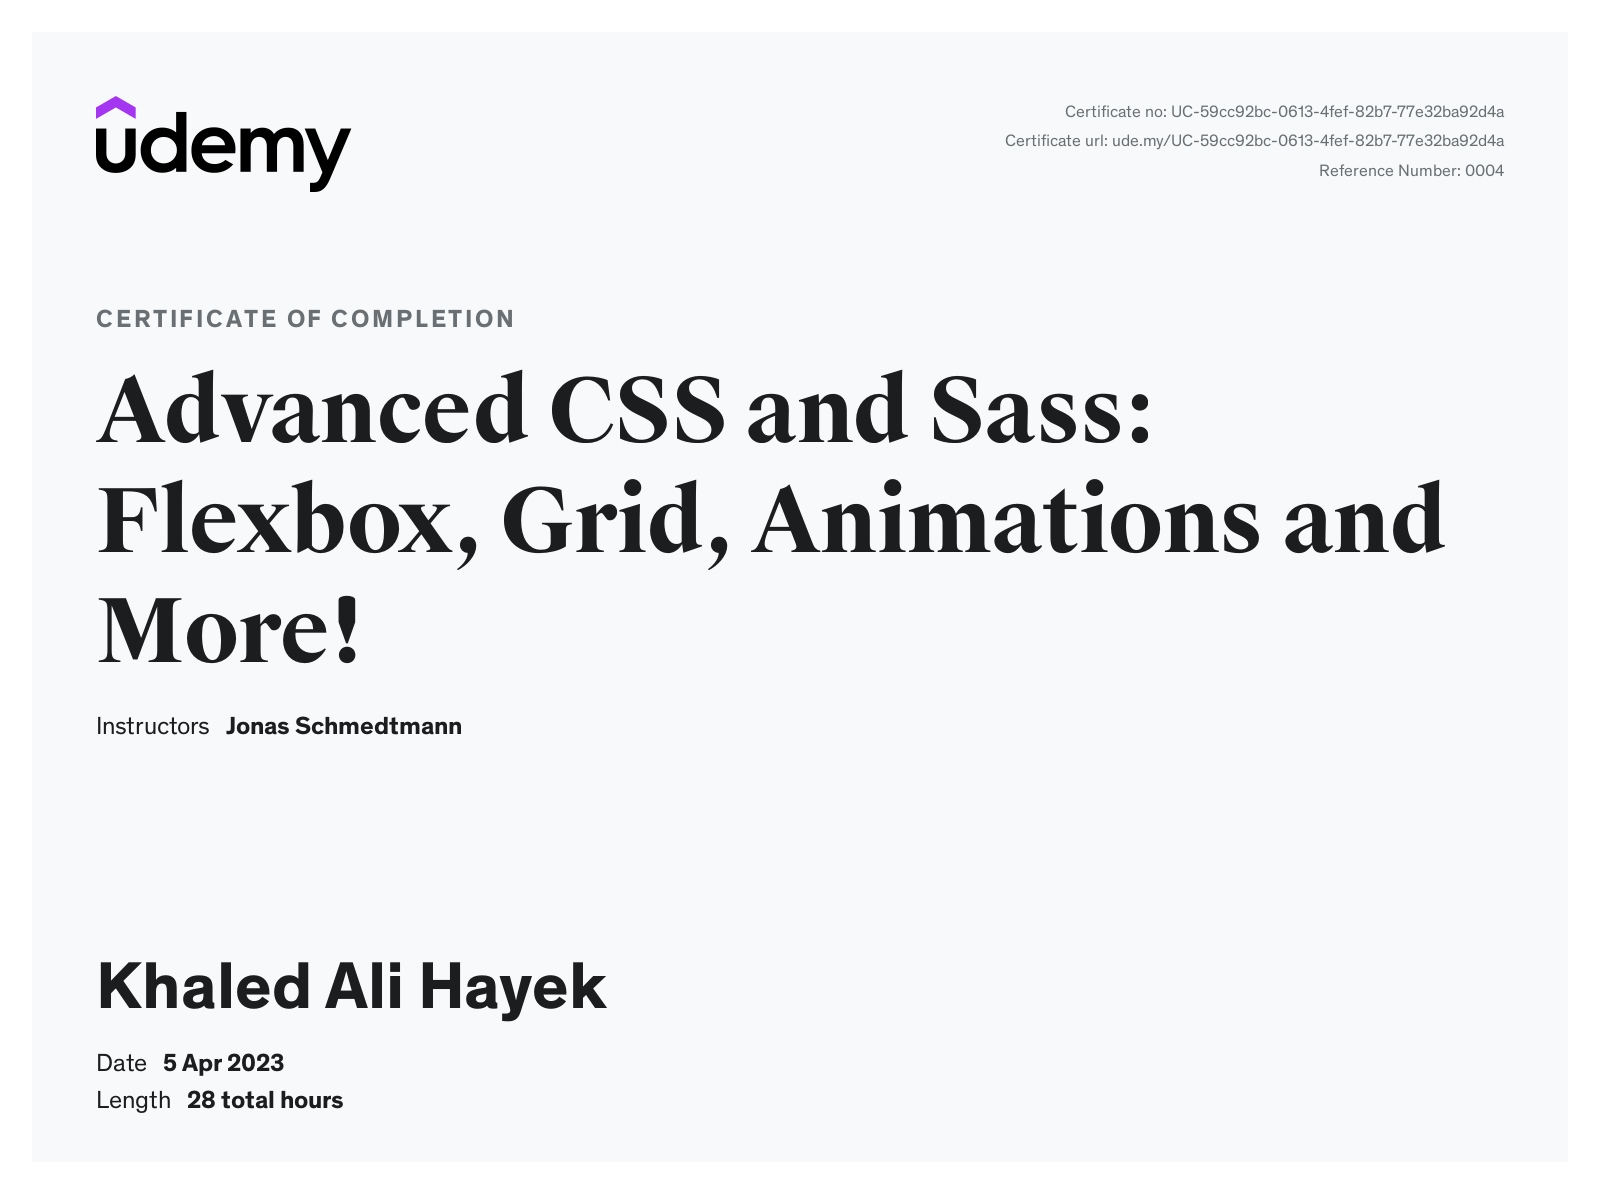 udemy
Certificate no: UC-59cc92bc-0613-4fef-82b7-77e32ba92d4a
Certificate url: ude.my/UC-59cc92bc-0613-4fef-82b7-77e32ba92d4a
Reference Number: 0004
CERTIFICATE OF COMPLETION
Advanced CSS and Sass:
Flexbox, Grid, Animations and
More!
Instructors Jonas Schmedtmann
Khaled Ali Hayek
Date 5 Apr 2023
Length 28 total hours